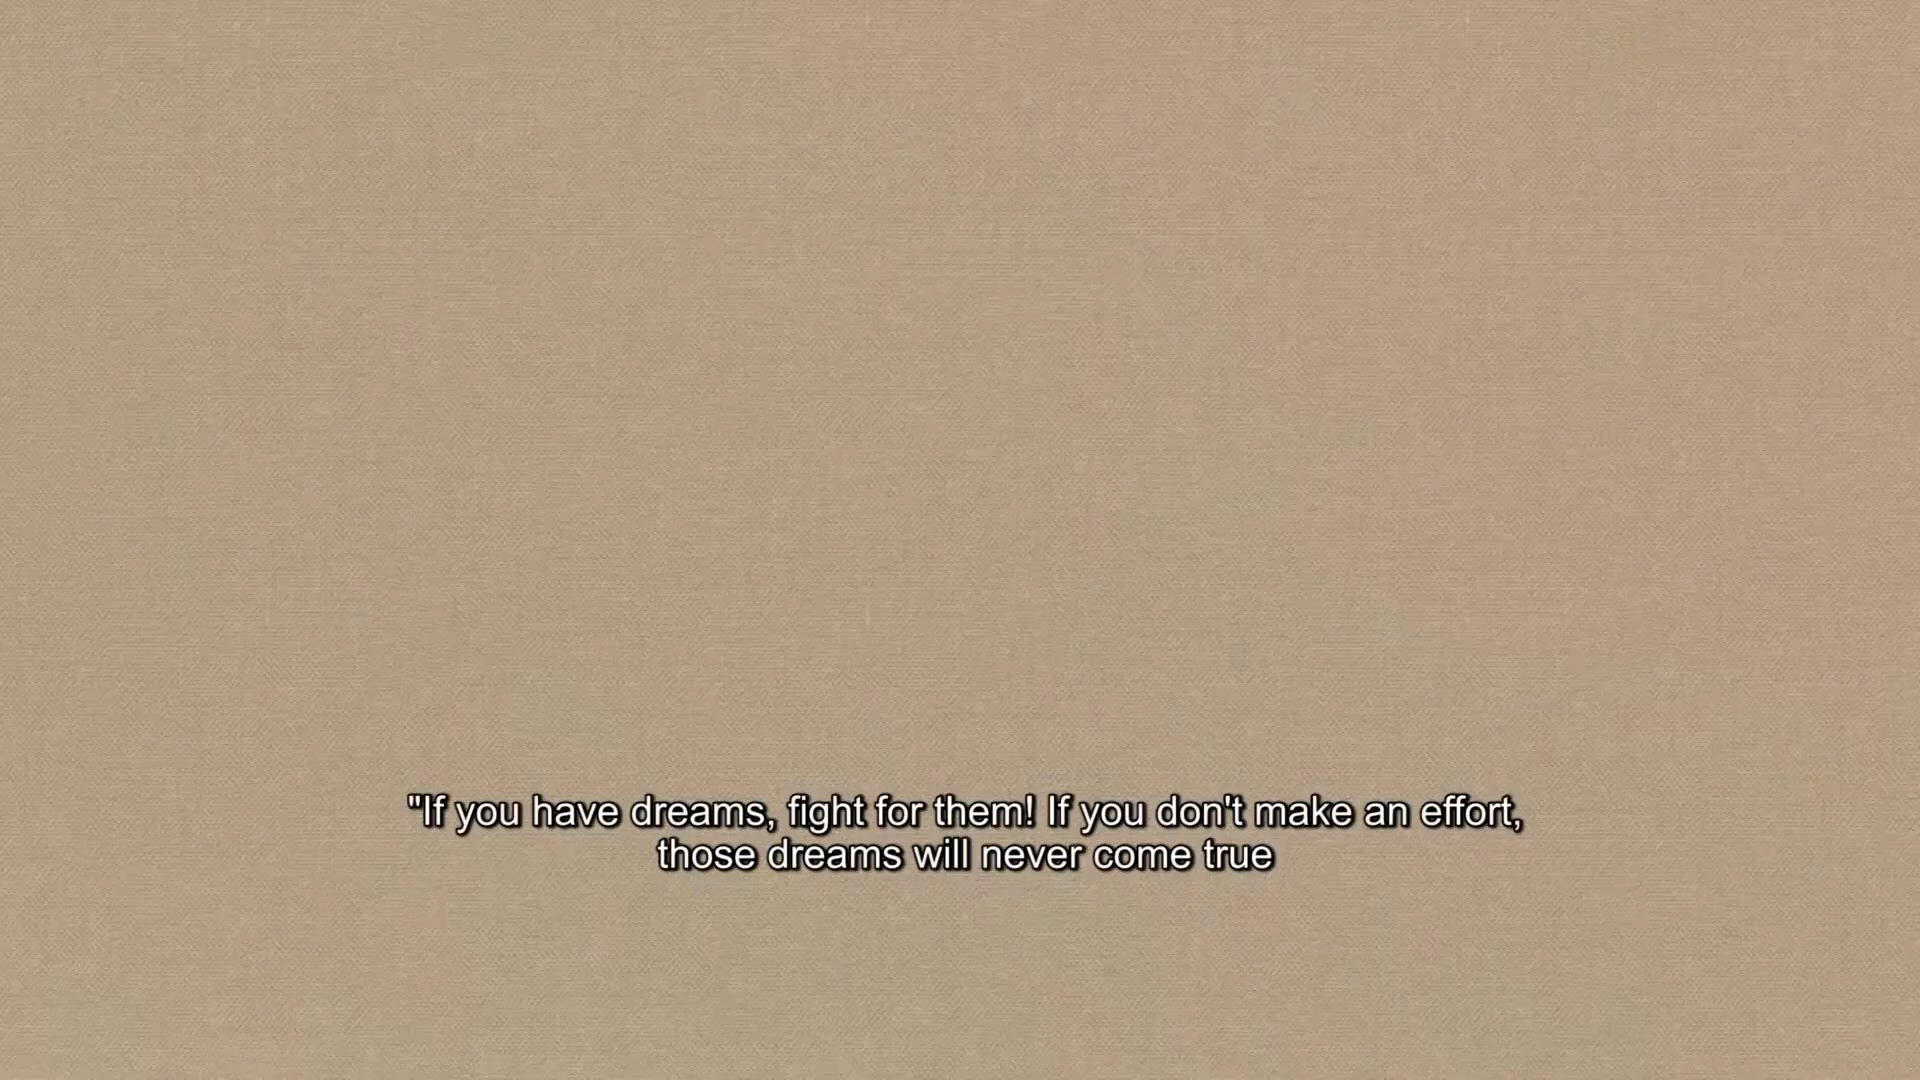 "If you have dreams, fight for them! If you don't make an effort,
those dreams will never come true